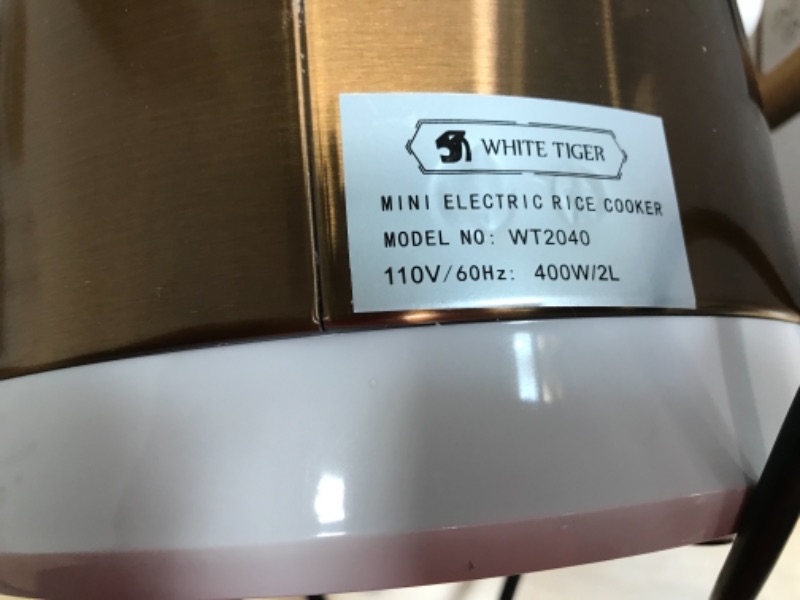 WHITE TIGER
MINI ELECTRIC RICE COOKER
MODEL NO: WT2040
110V/60Hz: 400W/2L